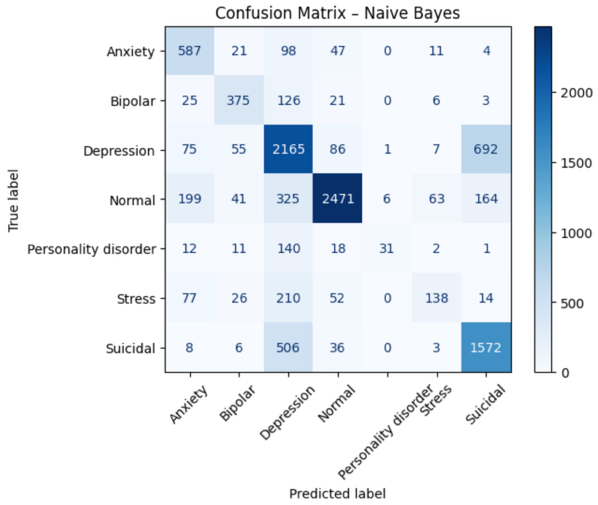 Confusion Matrix – Naive Bayes
True label
Anxiety 587 21 98 47 0 11 4
Bipolar 25 375 126 21 0 6 3
Depression 75 55 2165 86 1 7 692
Normal 199 41 325 2471 6 63 164
Personality disorder 12 11 140 18 31 2 1
Stress 77 26 210 52 0 138 14
Suicidal 8 6 506 36 0 3 1572
Anxiety Bipolar Depression Normal Personality disorder Stress Suicidal
Predicted label
2000
1500
1000
500
0